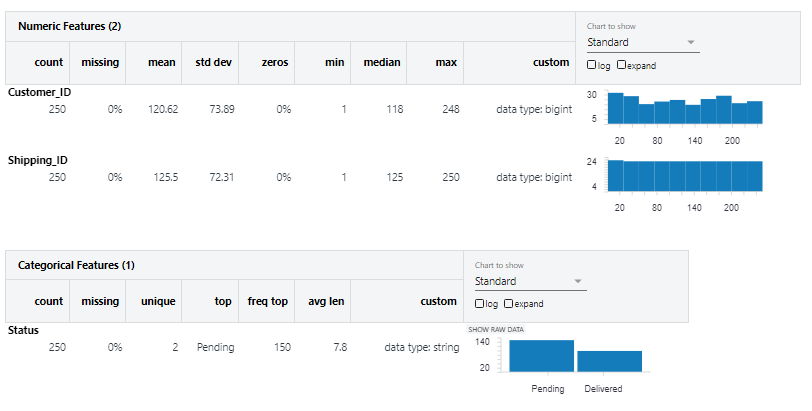 Numeric Features (2)
Chart to show
Standard
log expand
count missing mean std dev zeros min median max custom
Customer_ID
250 0% 120.62 73.89 0% 1 118 248 data type: bigint
30
5
20 80 140 200
Shipping_ID
250 0% 125.5 72.31 0% 1 125 250 data type: bigint
24
4
20 80 140 200
Categorical Features (1)
Chart to show
Standard
log expand
count missing unique top freq top avg len custom
Status
250 0% 2 Pending 150 7.8 data type: string
SHOW RAW DATA
140
20
Pending Delivered